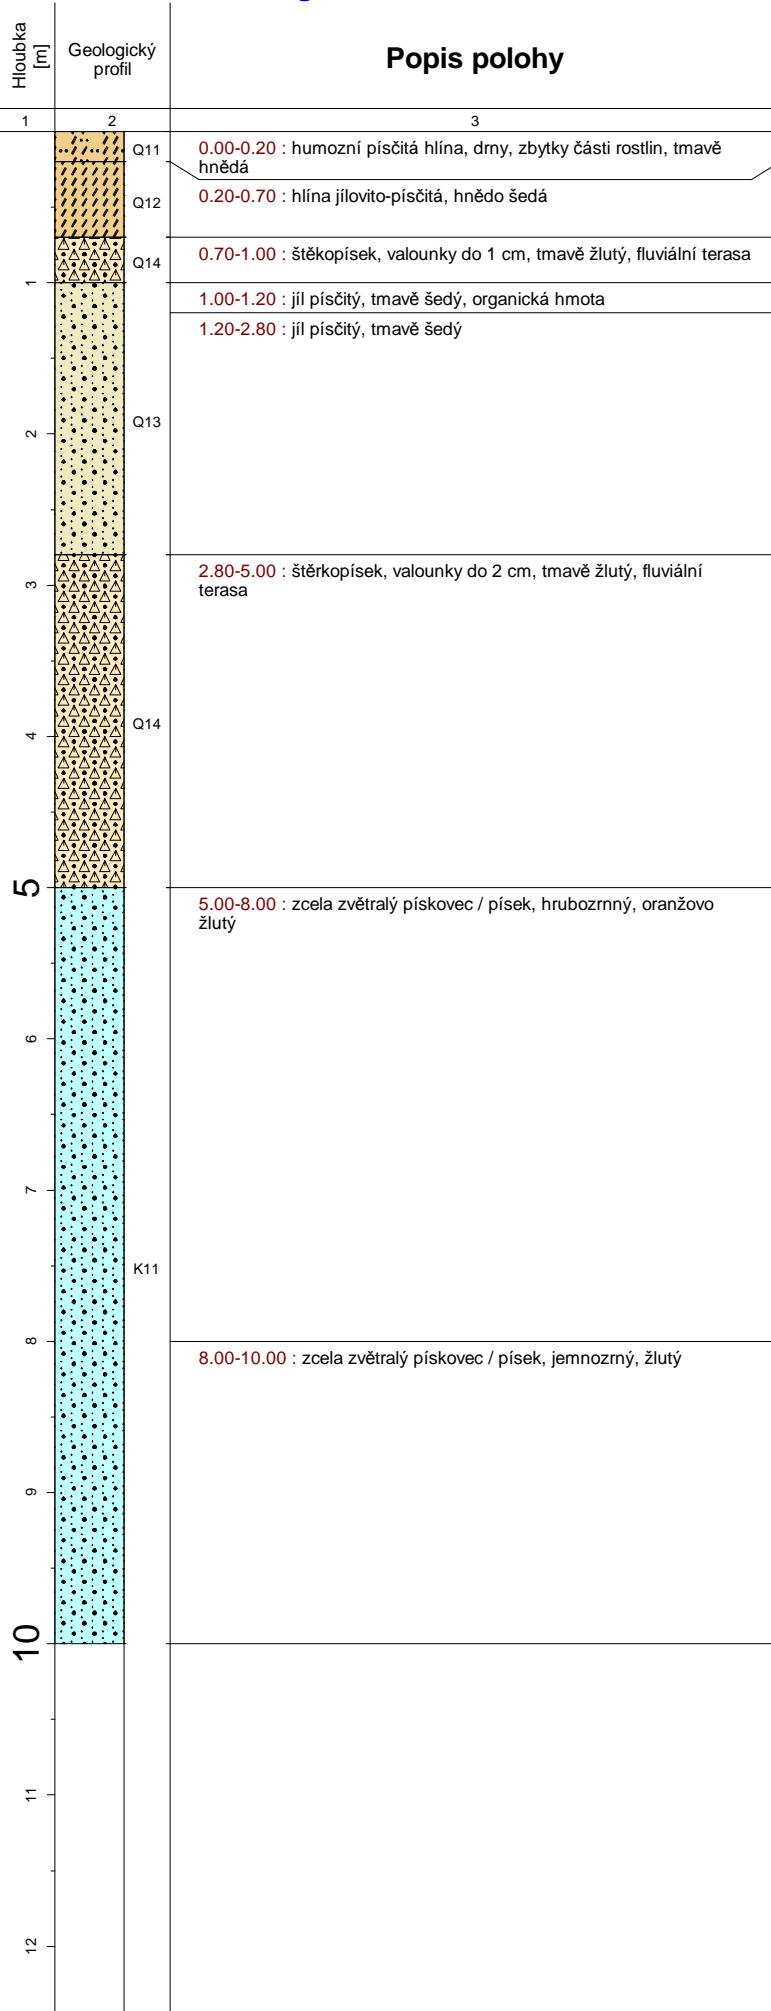 Hloubka
[m]
Geologický
profil
Popis polohy
1
2
3
Q11
0.00-0.20 : humozní písčitá hlína, drny, zbytky části rostlin, tmavě
hnědá
Q12
0.20-0.70 : hlína jílovito-písčitá, hnědo šedá
Q14
0.70-1.00 : štěkopísek, valounky do 1 cm, tmavě žlutý, fluviální terasa
1
1.00-1.20 : jíl písčitý, tmavě šedý, organická hmota
1.20-2.80 : jíl písčitý, tmavě šedý
Q13
2
2.80-5.00 : štěrkopísek, valounky do 2 cm, tmavě žlutý, fluviální
terasa
3
Q14
4
5
5.00-8.00 : zcela zvětralý pískovec / písek, hrubozrnný, oranžovo
žlutý
6
7
K11
8
8.00-10.00 : zcela zvětralý pískovec / písek, jemnozrný, žlutý
9
10
11
12